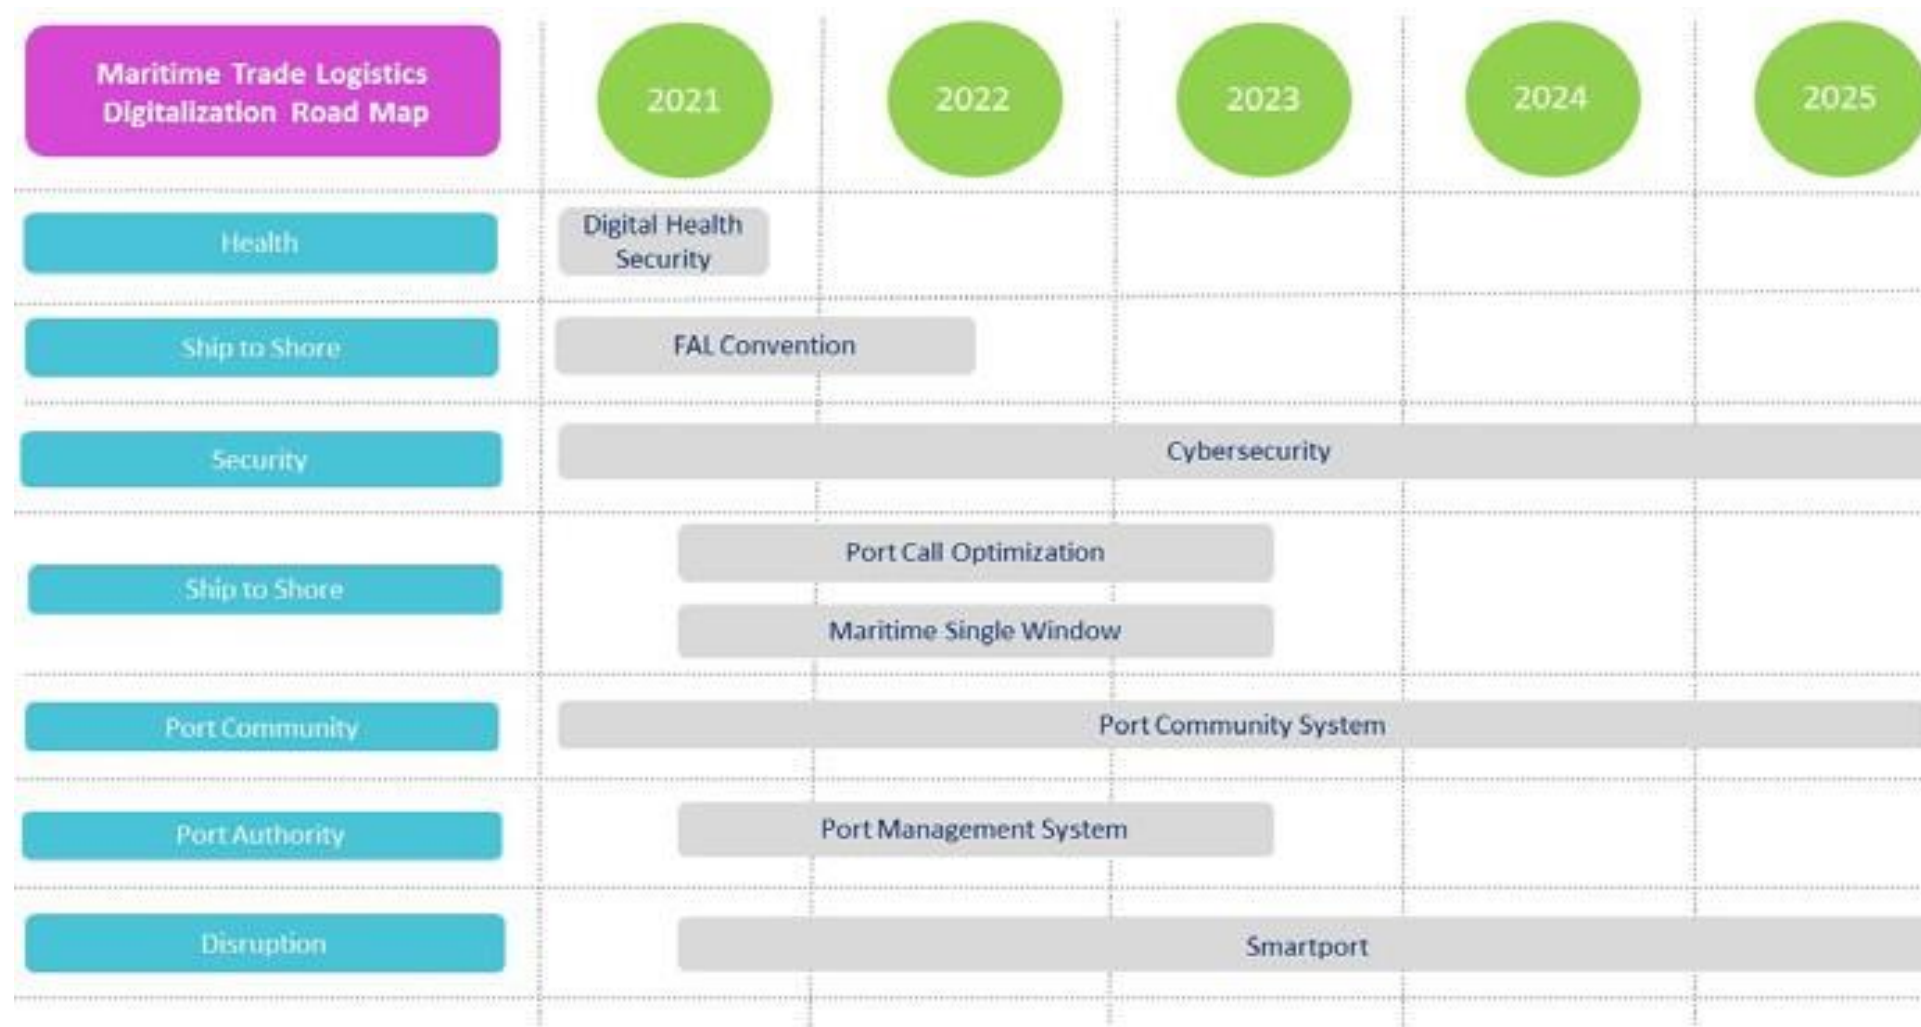 Maritime Trade Logistics
Digitalization Road Map
2021
2022
2023
2024
2025
Health
Digital Health
Security
Ship to Shore
FAL Convention
Security
Cybersecurity
Ship to Shore
Port Call Optimization
Maritime Single Window
Port Community
Port Community System
Port Authority
Port Management System
Disruption
Smartport